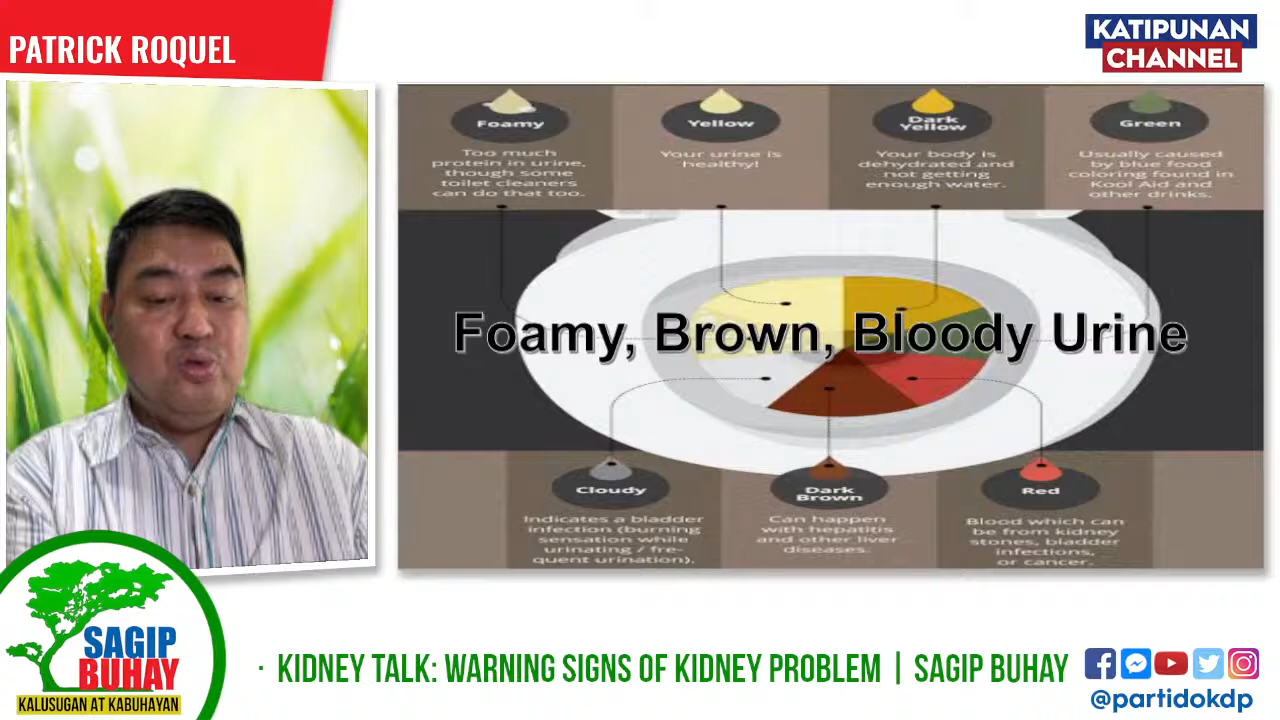 PATRICK ROQUEL
KATIPUNAN
CHANNEL
Foamy
Too much
protein in urine,
though some
toilet cleaners
can do that too.
Yellow
Your urine is
healthy!
Dark
Yellow
Your body is
dehydrated and
not getting
enough water.
Green
Usually caused
by blue food
coloring found in
Kool Aid and
other drinks.
Foamy, Brown, Bloody Urine
Cloudy
Indicates a bladder
infection (burning
sensation while
urinating / fre-
quent urination).
Dark
Brown
Can happen
with hepatitis
and other liver
diseases.
Red
Blood which can
be from kidney
stones, bladder
infections,
or cancer.
SAGIP
BUHAY
KALUSUGAN AT KABUHAYAN
· KIDNEY TALK: WARNING SIGNS OF KIDNEY PROBLEM | SAGIP BUHAY
@partidokdp